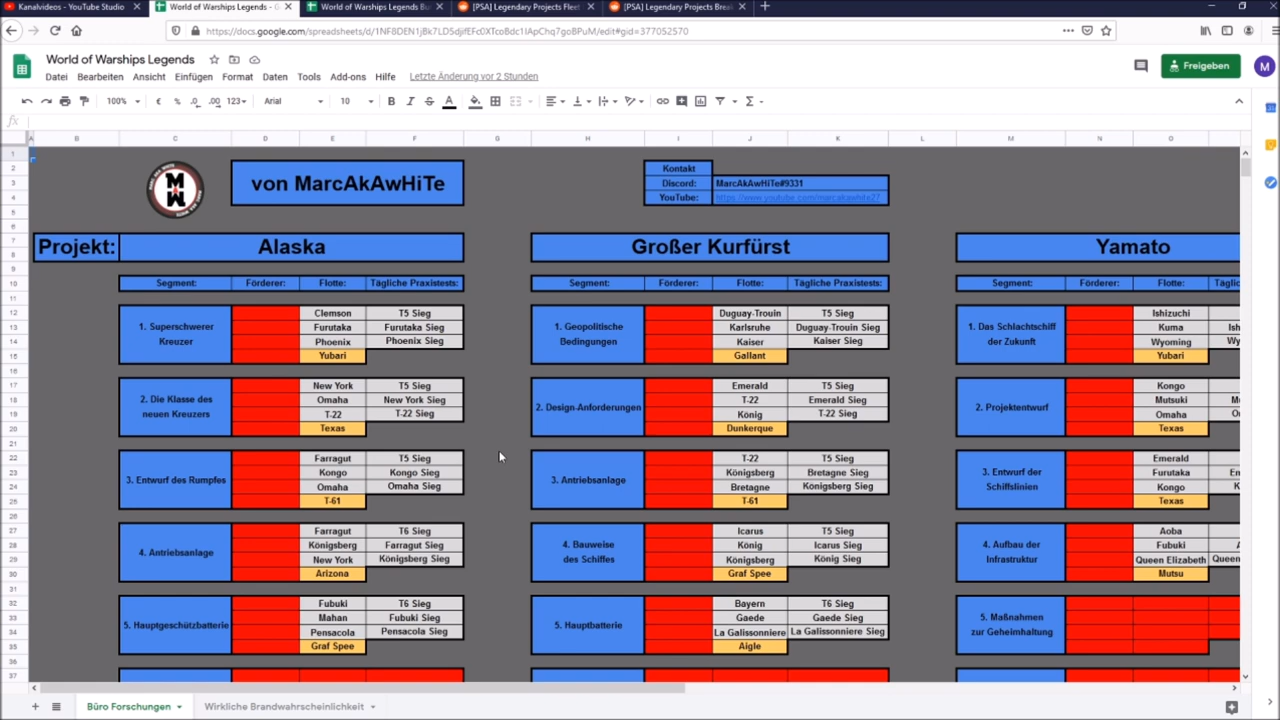 Kanalvideos - YouTube Studio
World of Warships Legends - G
World of Warships Legends Bu
[PSA] Legendary Projects Fleet
[PSA] Legendary Projects Break
World of Warships Legends
Datei Bearbeiten Ansicht Einfügen Format Daten Tools Add-ons Hilfe Letzte Änderung vor 2 Stunden
Freigeben
M
100% € % .0 .00 123 Arial 10 B I S A
fx
A B C D E F G H I J K L M N O
von MarcAkAwHiTe
Kontakt
Discord: MarcAkAwHiTe#9331
YouTube: https://www.youtube.com/marcakawhite27
Projekt: Alaska Großer Kurfürst Yamato
Segment: Förderer: Flotte: Tägliche Praxistests: Segment: Förderer: Flotte: Tägliche Praxistests: Segment: Förderer: Flotte: Täglic
1. Superschwerer Kreuzer
Clemson T5 Sieg
Furutaka Furutaka Sieg
Phoenix Phoenix Sieg
Yubari
1. Geopolitische Bedingungen
Duguay-Trouin T5 Sieg
Karlsruhe Duguay-Trouin Sieg
Kaiser Kaiser Sieg
Gallant
1. Das Schlachtschiff der Zukunft
Ishizuchi
Kuma Ish
Wyoming Wy
Yubari
2. Die Klasse des neuen Kreuzers
New York T5 Sieg
Omaha New York Sieg
T-22 T-22 Sieg
Texas
2. Design-Anforderungen
Emerald T5 Sieg
T-22 Emerald Sieg
König T-22 Sieg
Dunkerque
2. Projektentwurf
Kongo
Mutsuki
Omaha
Texas
3. Entwurf des Rumpfes
Farragut T5 Sieg
Kongo Kongo Sieg
Omaha Omaha Sieg
T-61
3. Antriebsanlage
T-22 T5 Sieg
Königsberg Bretagne Sieg
Bretagne Königsberg Sieg
T-61
3. Entwurf der Schiffslinien
Emerald
Furutaka
Kongo
Texas
4. Antriebsanlage
Farragut T6 Sieg
Königsberg Farragut Sieg
New York Königsberg Sieg
Arizona
4. Bauweise des Schiffes
Icarus T5 Sieg
König Icarus Sieg
Königsberg König Sieg
Graf Spee
4. Aufbau der Infrastruktur
Aoba
Fubuki
Queen Elizabeth Queen
Mutsu
5. Hauptgeschützbatterie
Fubuki T6 Sieg
Mahan Fubuki Sieg
Pensacola Pensacola Sieg
Graf Spee
5. Hauptbatterie
Bayern T6 Sieg
Gaede Gaede Sieg
La Galissonniere La Galissonniere Sieg
Aigle
5. Maßnahmen zur Geheimhaltung
Büro Forschungen Wirkliche Brandwahrscheinlichkeit